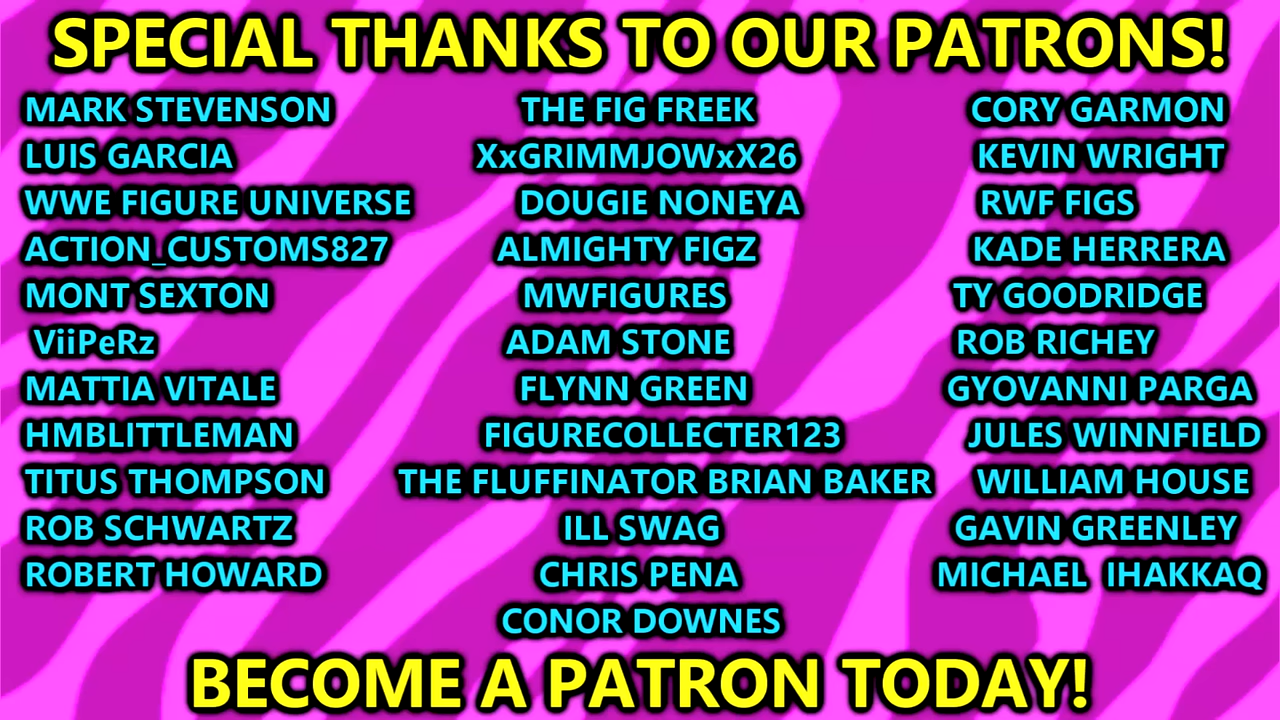 SPECIAL THANKS TO OUR PATRONS!
MARK STEVENSON
LUIS GARCIA
WWE FIGURE UNIVERSE
ACTION_CUSTOMS827
MONT SEXTON
ViiPeRz
MATTIA VITALE
HMBLITTLEMAN
TITUS THOMPSON
ROB SCHWARTZ
ROBERT HOWARD
THE FIG FREEK
XxGRIMMJOWxX26
DOUGIE NONEYA
ALMIGHTY FIGZ
MWFIGURES
ADAM STONE
FLYNN GREEN
FIGURECOLLECTER123
THE FLUFFINATOR BRIAN BAKER
ILL SWAG
CHRIS PENA
CONOR DOWNES
CORY GARMON
KEVIN WRIGHT
RWF FIGS
KADE HERRERA
TY GOODRIDGE
ROB RICHEY
GYOVANNI PARGA
JULES WINNFIELD
WILLIAM HOUSE
GAVIN GREENLEY
MICHAEL IHAKKAQ
BECOME A PATRON TODAY!